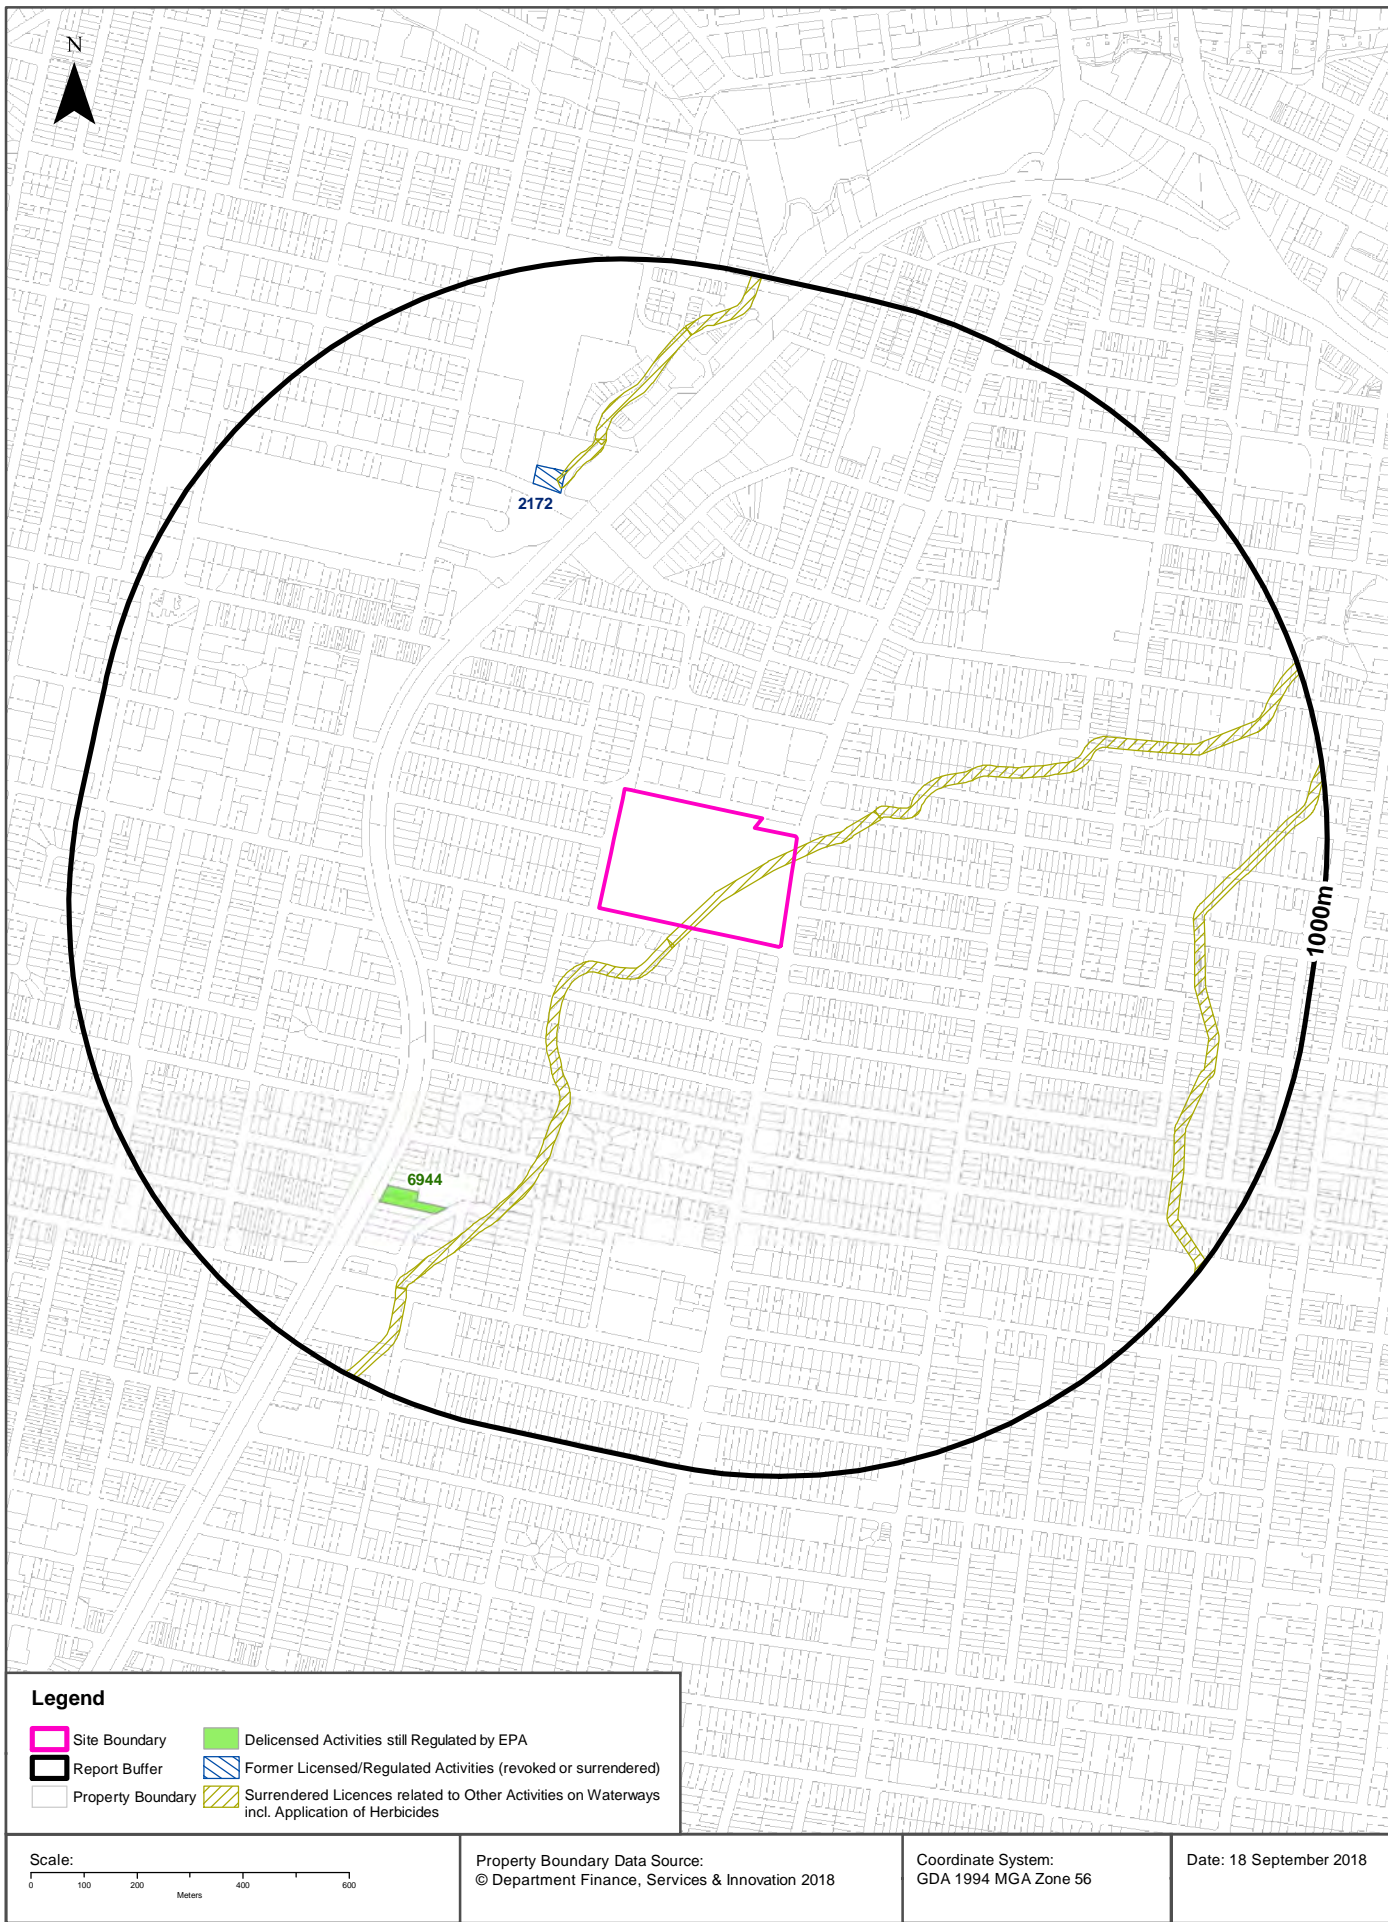 N
2172
1000m
6944
Legend
Site Boundary
Report Buffer
Property Boundary
Delicensed Activities still Regulated by EPA
Former Licensed/Regulated Activities (revoked or surrendered)
Surrendered Licences related to Other Activities on Waterways
incl. Application of Herbicides
Scale:
0 100 200 400 600
Meters
Property Boundary Data Source:
© Department Finance, Services & Innovation 2018
Coordinate System:
GDA 1994 MGA Zone 56
Date: 18 September 2018